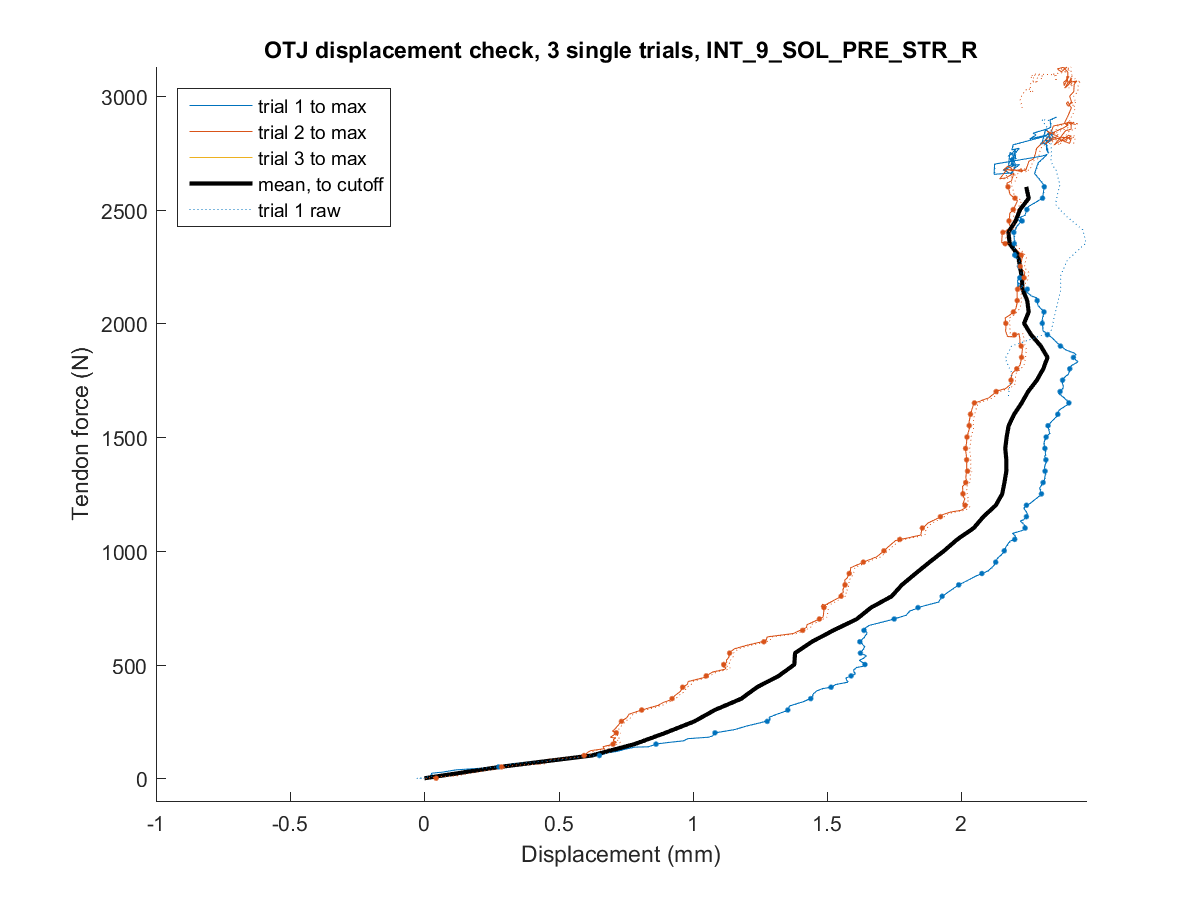 OTJ displacement check, 3 single trials, INT_9_SOL_PRE_STR_R
trial 1 to max
trial 2 to max
trial 3 to max
mean, to cutoff
trial 1 raw
3000
2500
2000
1500
1000
500
0
Tendon force (N)
-1
-0.5
0
0.5
1
1.5
2
Displacement (mm)